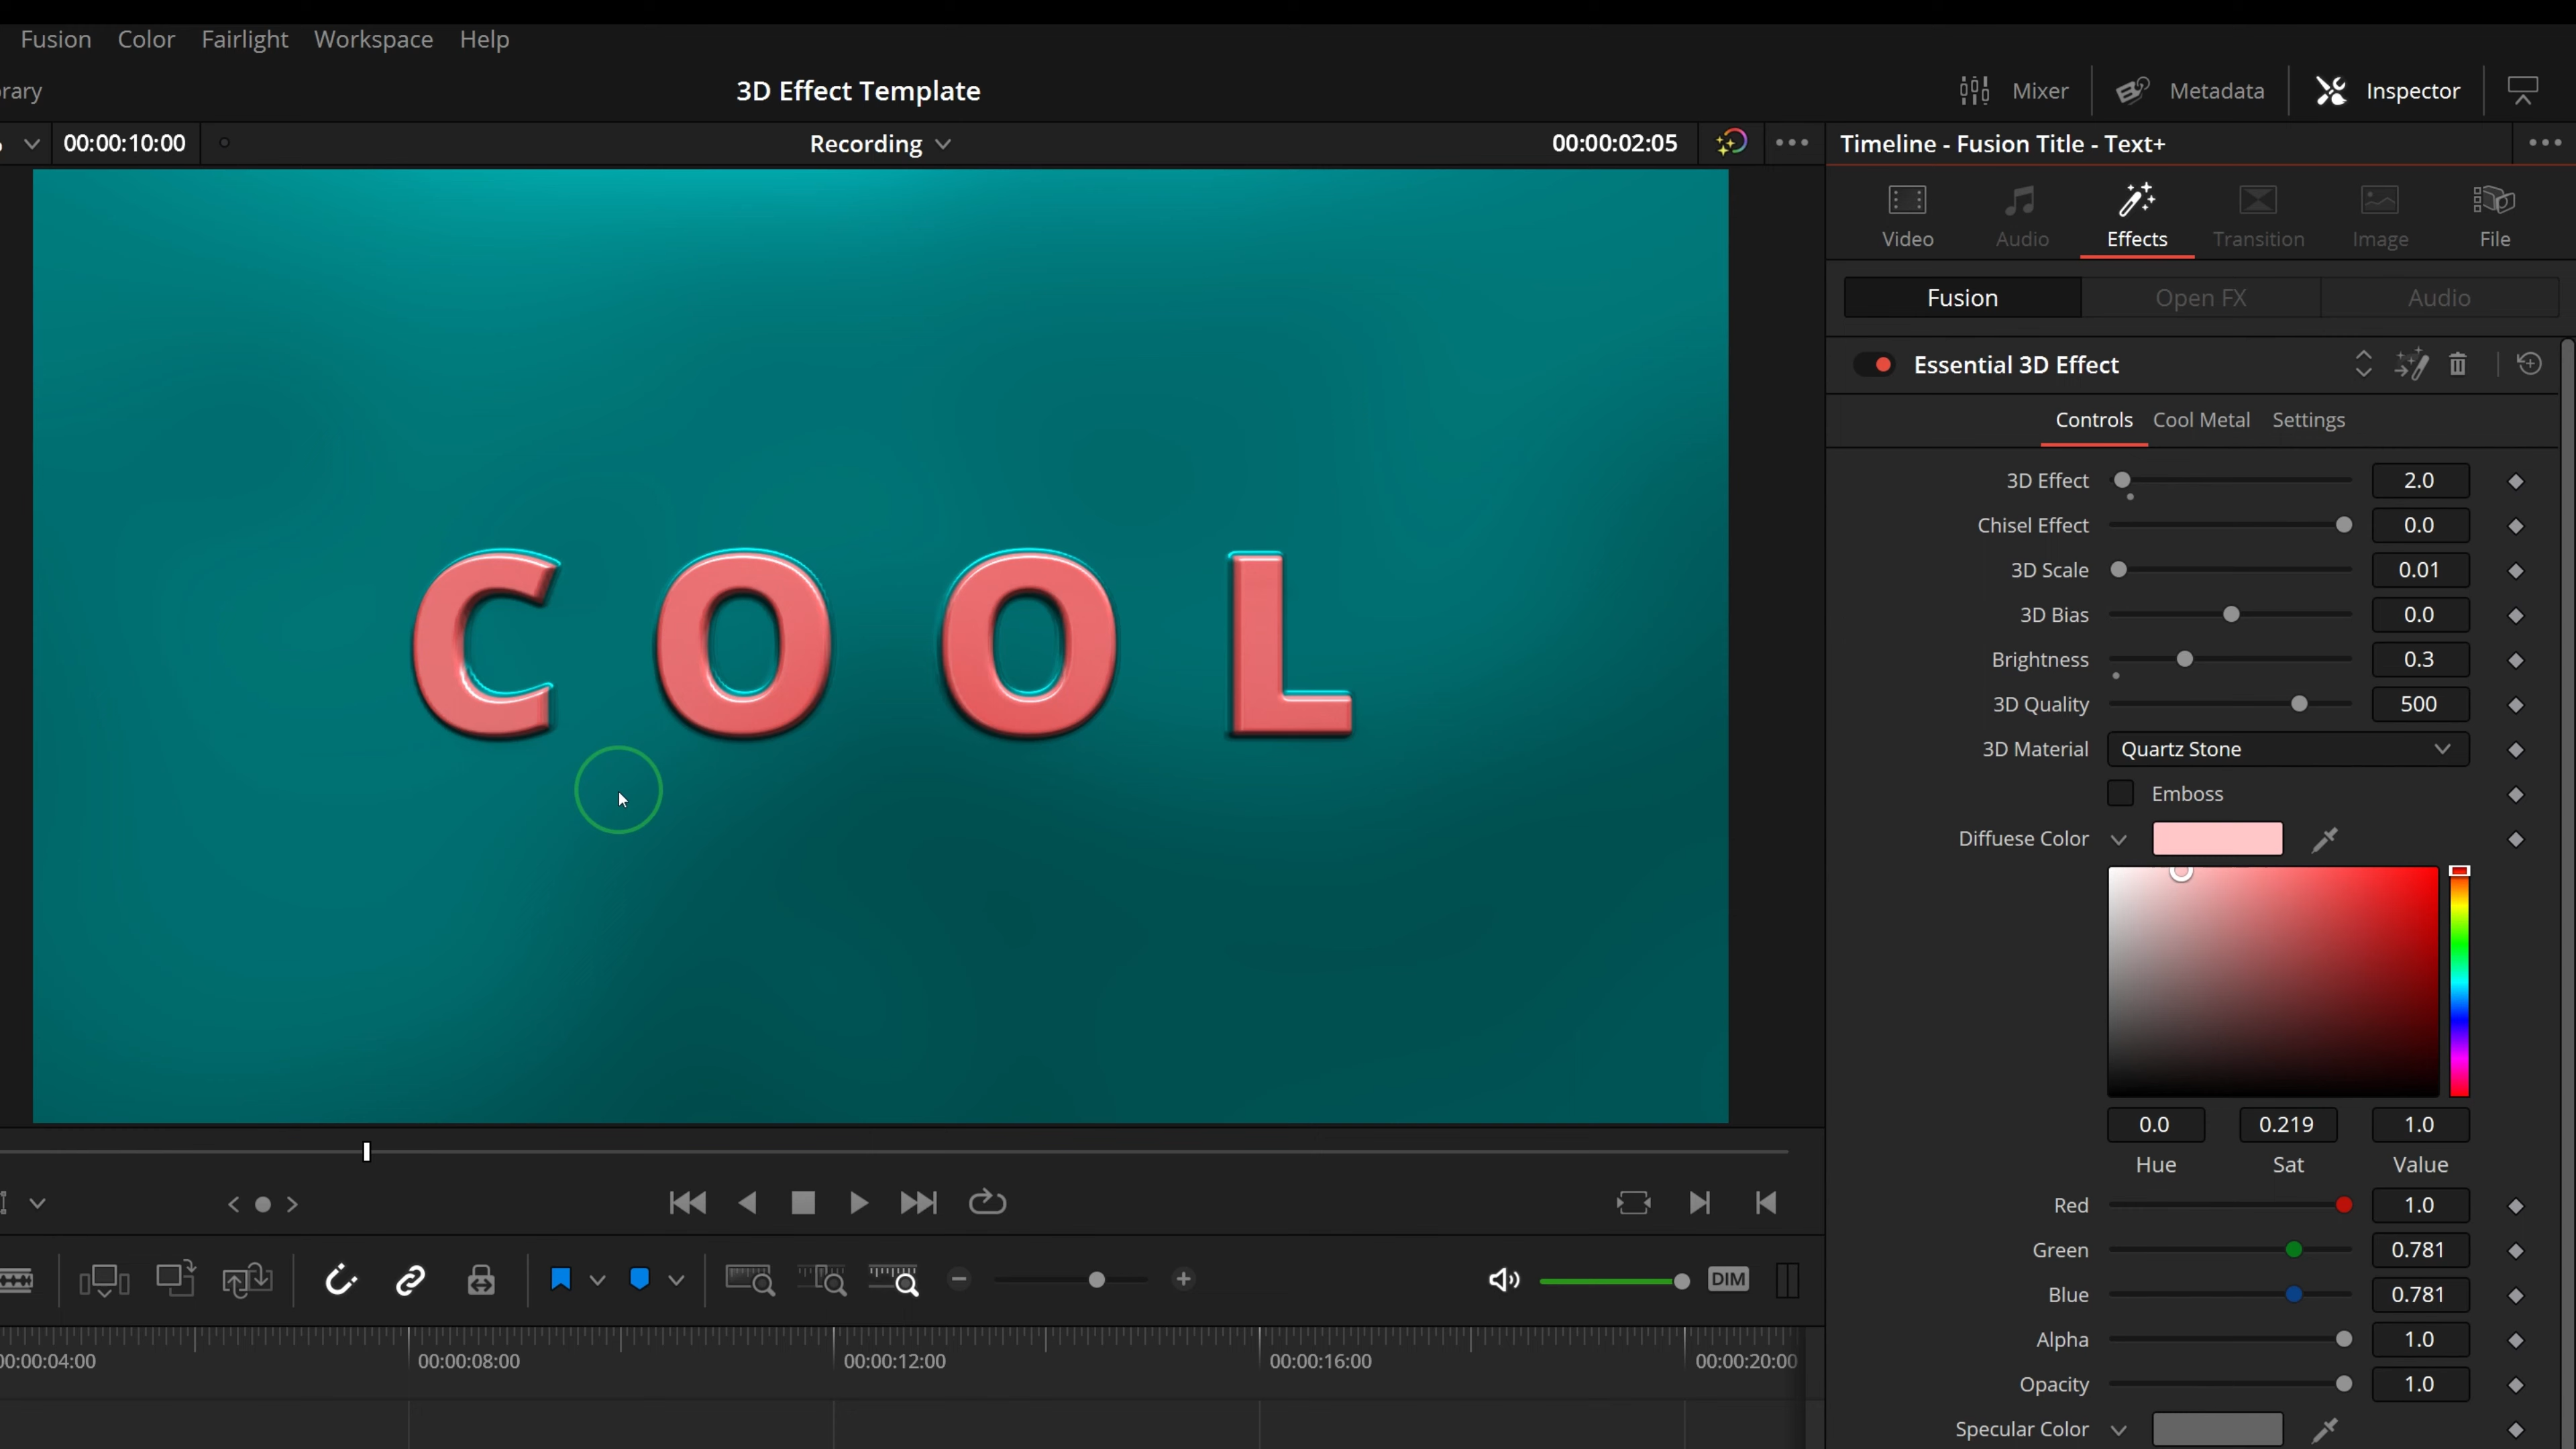 Fusion Color Fairlight Workspace Help
rary
3D Effect Template
Mixer Metadata Inspector
00:00:10:00
Recording
00:00:02:05
Timeline - Fusion Title - Text+
Video Audio Effects Transition Image File
Fusion Open FX Audio
Essential 3D Effect
Controls Cool Metal Settings
3D Effect 2.0
Chisel Effect 0.0
3D Scale 0.01
3D Bias 0.0
Brightness 0.3
3D Quality 500
3D Material Quartz Stone
Emboss
Diffuese Color
0.0 0.219 1.0
Hue Sat Value
Red 1.0
Green 0.781
Blue 0.781
Alpha 1.0
Opacity 1.0
Specular Color
COOL
DIM
00:00:04:00 00:00:08:00 00:00:12:00 00:00:16:00 00:00:20:00